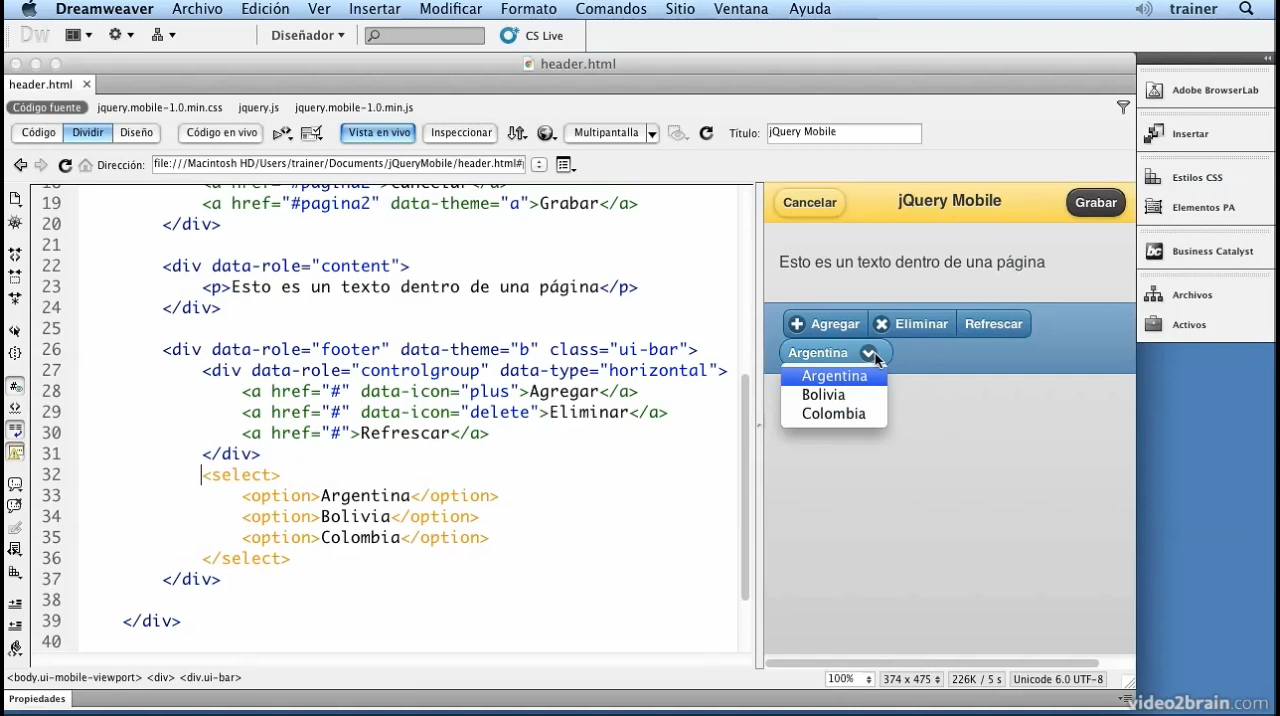 Dreamweaver Archivo Edición Ver Insertar Modificar Formato Comandos Sitio Ventana Ayuda trainer
Dw Diseñador CS Live
header.html
header.html
Código fuente jquery.mobile-1.0.min.css jquery.js jquery.mobile-1.0.min.js
Código Dividir Diseño Código en vivo Vista en vivo Inspeccionar Multipantalla Título: jQuery Mobile
Dirección: file:///Macintosh HD/Users/trainer/Documents/jQueryMobile/header.html#
18 <a href="#pagina2">Cancelar</a>
19 <a href="#pagina2" data-theme="a">Grabar</a>
20 </div>
21
22 <div data-role="content">
23 <p>Esto es un texto dentro de una página</p>
24 </div>
25
26 <div data-role="footer" data-theme="b" class="ui-bar">
27 <div data-role="controlgroup" data-type="horizontal">
28 <a href="#" data-icon="plus">Agregar</a>
29 <a href="#" data-icon="delete">Eliminar</a>
30 <a href="#">Refrescar</a>
31 </div>
32 <select>
33 <option>Argentina</option>
34 <option>Bolivia</option>
35 <option>Colombia</option>
36 </select>
37 </div>
38
39 </div>
40
Cancelar jQuery Mobile Grabar
Esto es un texto dentro de una página
Agregar Eliminar Refrescar
Argentina
Argentina
Bolivia
Colombia
Adobe BrowserLab
Insertar
Estilos CSS
Elementos PA
bc Business Catalyst
Archivos
Activos
<body.ui-mobile-viewport> <div> <div.ui-bar> 100% 374 x 475 226K / 5 s Unicode 6.0 UTF-8
Propiedades
video2brain.com